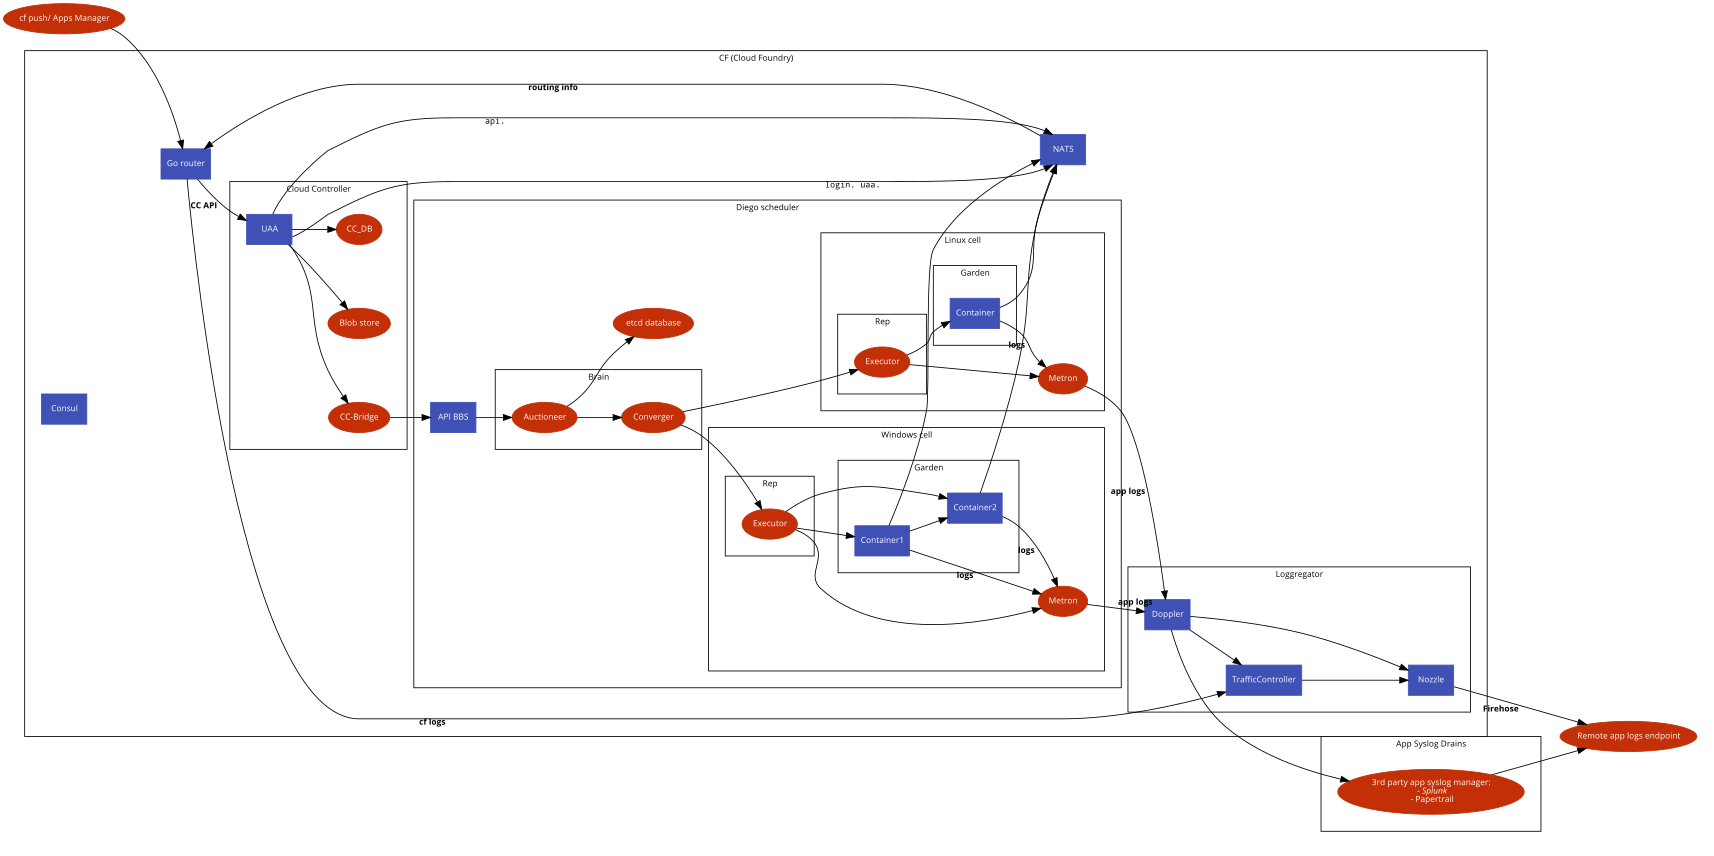 cf push/ Apps Manager
CF (Cloud Foundry)
routing info
api.
NATS
Go router
login. uaa.
Cloud Controller
CC API
UAA
CC_DB
Blob store
CC-Bridge
Consul
Diego scheduler
API BBS
etcd database
Brain
Auctioneer
Converger
Linux cell
Garden
Container
Rep
Executor
logs
Metron
Windows cell
Garden
Rep
Executor
Container2
Container1
logs
logs
Metron
app logs
app logs
Loggregator
Doppler
TrafficController
Nozzle
cf logs
Firehose
Remote app logs endpoint
App Syslog Drains
3rd party app syslog manager:
- Splunk
- Papertrail